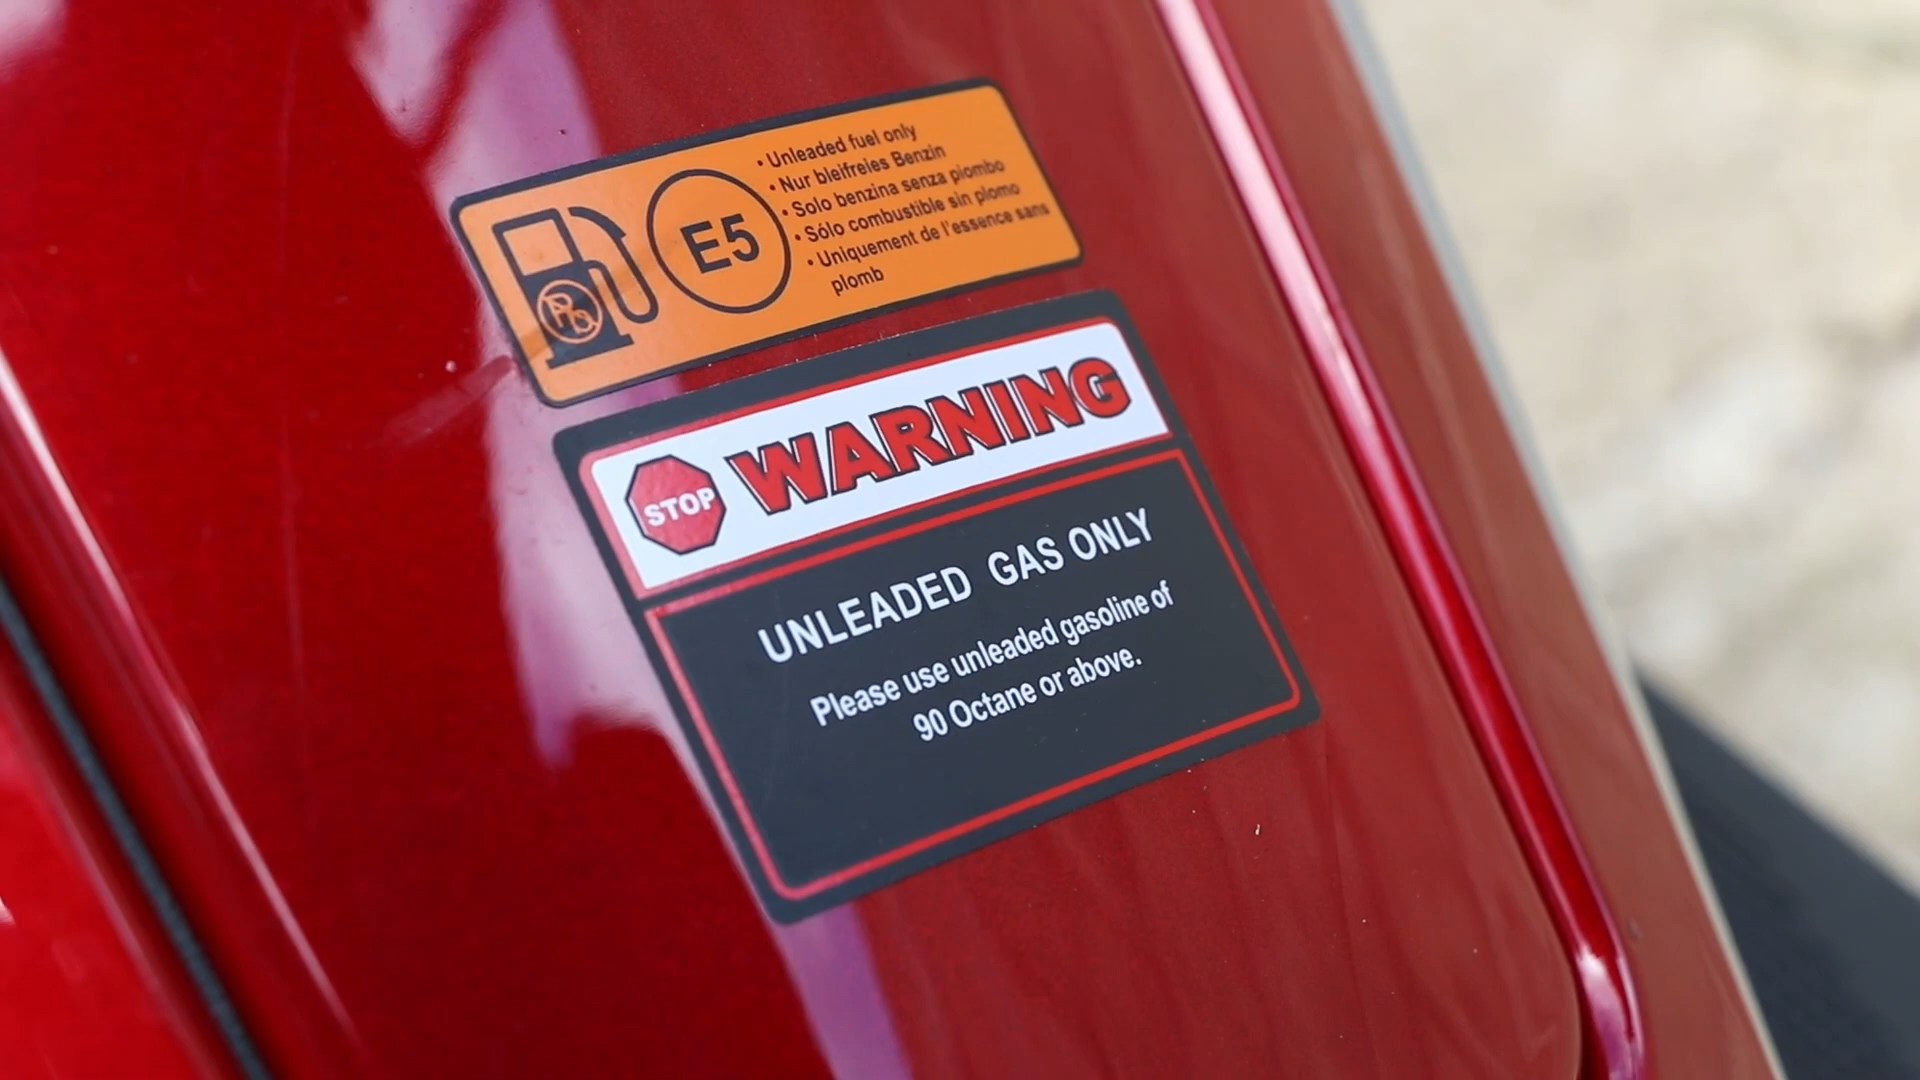 E5
• Unleaded fuel only
• Nur bleifreies Benzin
• Solo benzina senza piombo
• Sólo combustible sin plomo
• Uniquement de l'essence sans
plomb
STOP WARNING
UNLEADED GAS ONLY
Please use unleaded gasoline of
90 Octane or above.